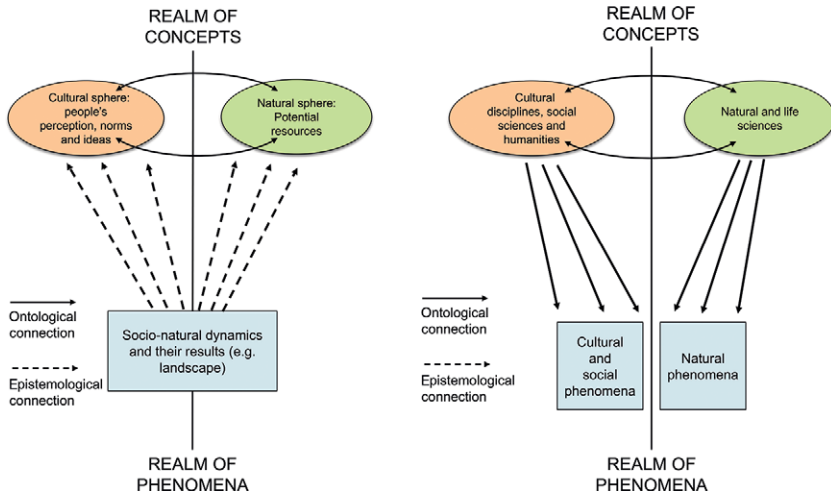 REALM OF
CONCEPTS
Cultural sphere:
people's
perception, norms
and ideas
Natural sphere:
Potential
resources
Ontological
connection
Epistemological
connection
Socio-natural dynamics
and their results (e.g.
landscape)
REALM OF
PHENOMENA
REALM OF
CONCEPTS
Cultural
disciplines, social
sciences and
humanities
Natural and life
sciences
Ontological
connection
Epistemological
connection
Cultural
and
social
phenomena
Natural
phenomena
REALM OF
PHENOMENA